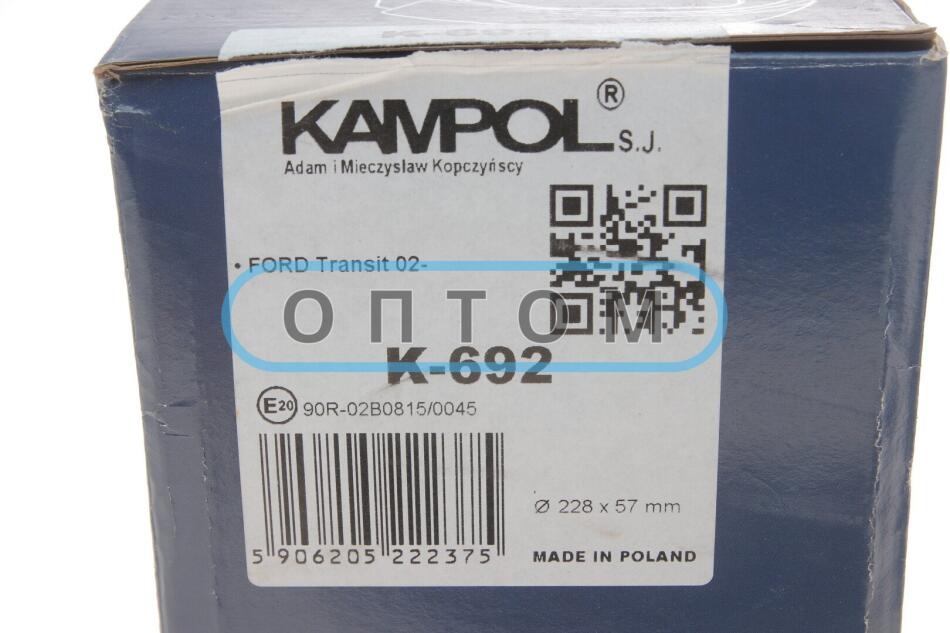 KAMPOL® S.J.
Adam i Mieczysław Kopczyńscy
• FORD Transit 02-
ОПТОМ
K-692
E20 90R-02B0815/0045
5 906205 222375
Ø 228 x 57 mm
MADE IN POLAND